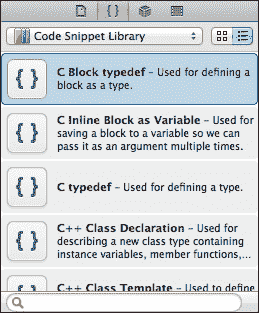 Code Snippet Library
{ } C Block typedef – Used for defining a
block as a type.
{ } C Inline Block as Variable – Used for
saving a block to a variable so we can
pass it as an argument multiple times.
{ } C typedef – Used for defining a type.
{ } C++ Class Declaration – Used for
describing a new class type containing
instance variables, member functions,...
{ } C++ Class Template – Used to define